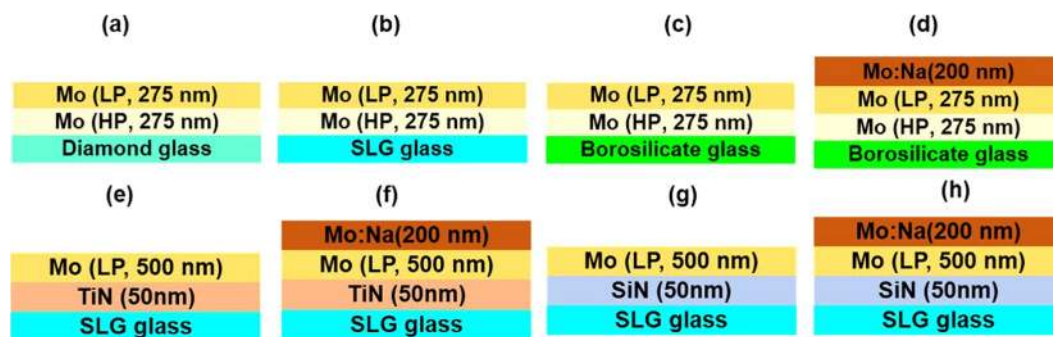 (a)
(b)
(c)
(d)
Mo (LP, 275 nm)
Mo (HP, 275 nm)
Diamond glass
Mo (LP, 275 nm)
Mo (HP, 275 nm)
SLG glass
Mo (LP, 275 nm)
Mo (HP, 275 nm)
Borosilicate glass
Mo:Na(200 nm)
Mo (LP, 275 nm)
Mo (HP, 275 nm)
Borosilicate glass
(e)
(f)
(g)
(h)
Mo (LP, 500 nm)
TiN (50nm)
SLG glass
Mo:Na(200 nm)
Mo (LP, 500 nm)
TiN (50nm)
SLG glass
Mo (LP, 500 nm)
SiN (50nm)
SLG glass
Mo:Na(200 nm)
Mo (LP, 500 nm)
SiN (50nm)
SLG glass